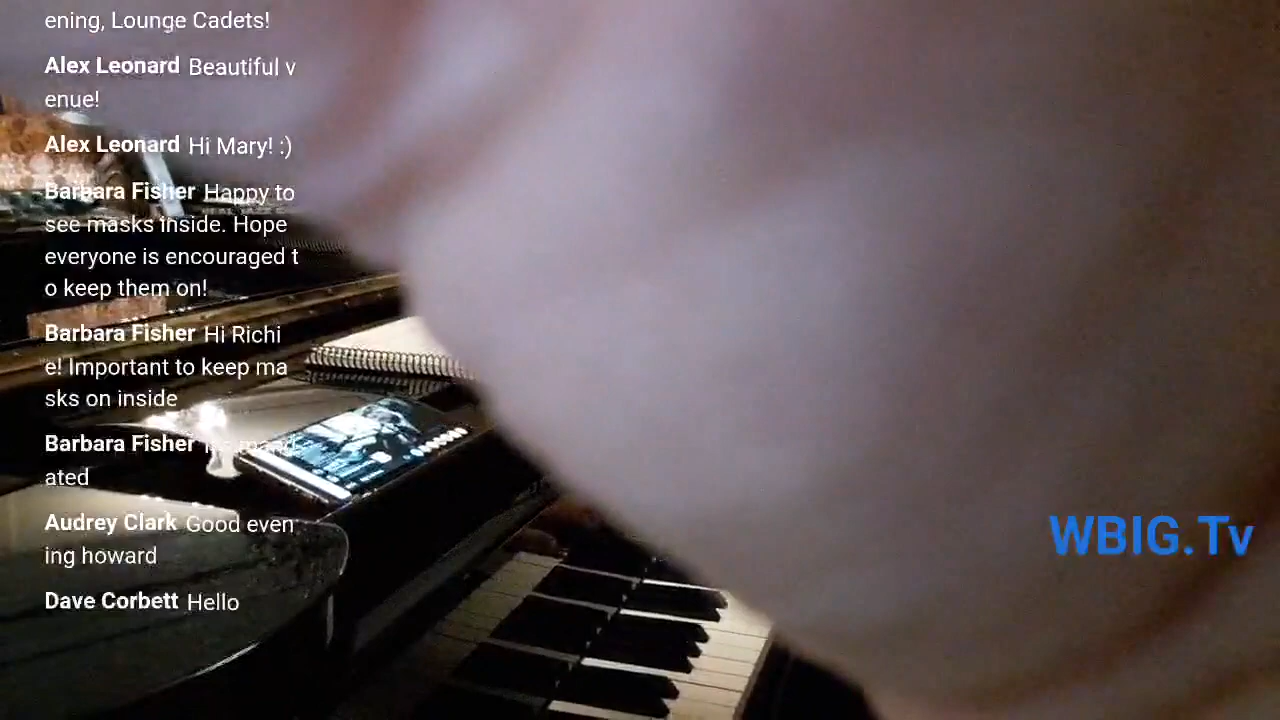 ening, Lounge Cadets!
Alex Leonard Beautiful v
enue!
Alex Leonard Hi Mary! :)
Barbara Fisher Happy to
see masks inside. Hope
everyone is encouraged t
o keep them on!
Barbara Fisher Hi Richi
e! Important to keep ma
sks on inside
Barbara Fisher
ated
Audrey Clark Good even
ing howard
Dave Corbett Hello
WBIG.Tv